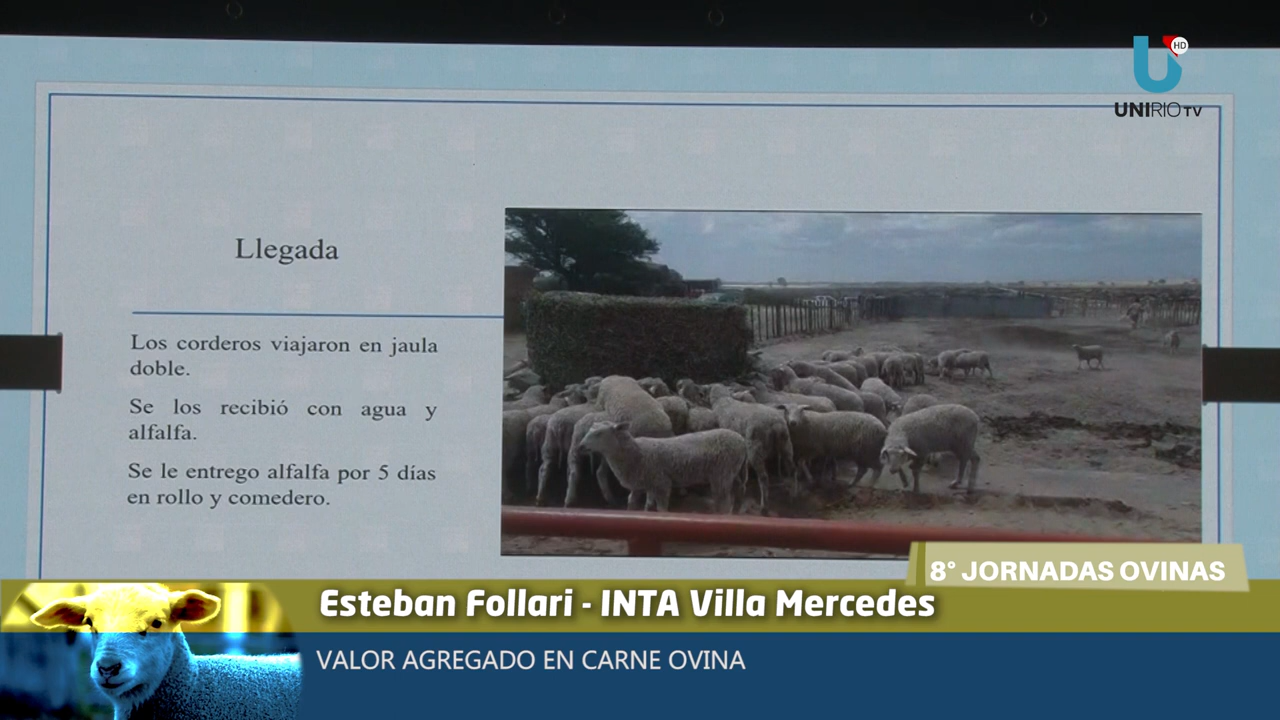 HD
UNIRIO TV
Llegada
Los corderos viajaron en jaula
doble.
Se los recibió con agua y
alfalfa.
Se le entrego alfalfa por 5 días
en rollo y comedero.
8° JORNADAS OVINAS
Esteban Follari - INTA Villa Mercedes
VALOR AGREGADO EN CARNE OVINA